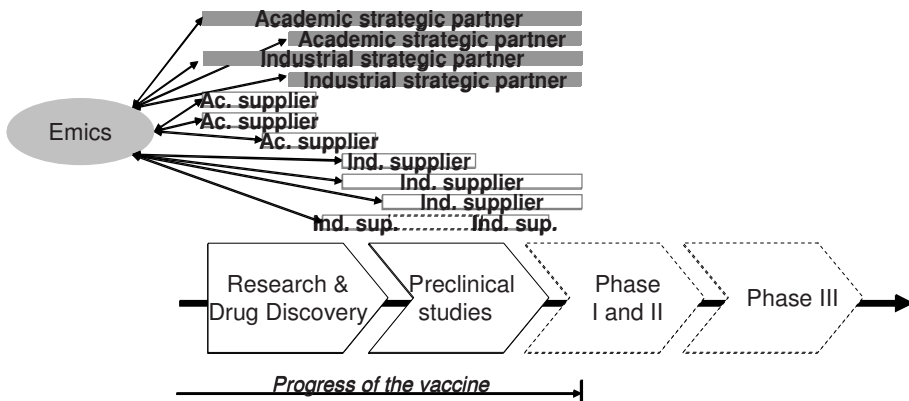 Academic strategic partner
Academic strategic partner
Industrial strategic partner
Industrial strategic partner
Ac. supplier
Ac. supplier
Emics
Ac. supplier
Ind. supplier
Ind. supplier
Ind. supplier
Ind. sup.
Ind. sup.
Research &
Drug Discovery
Preclinical
studies
Phase
I and II
Phase III
Progress of the vaccine